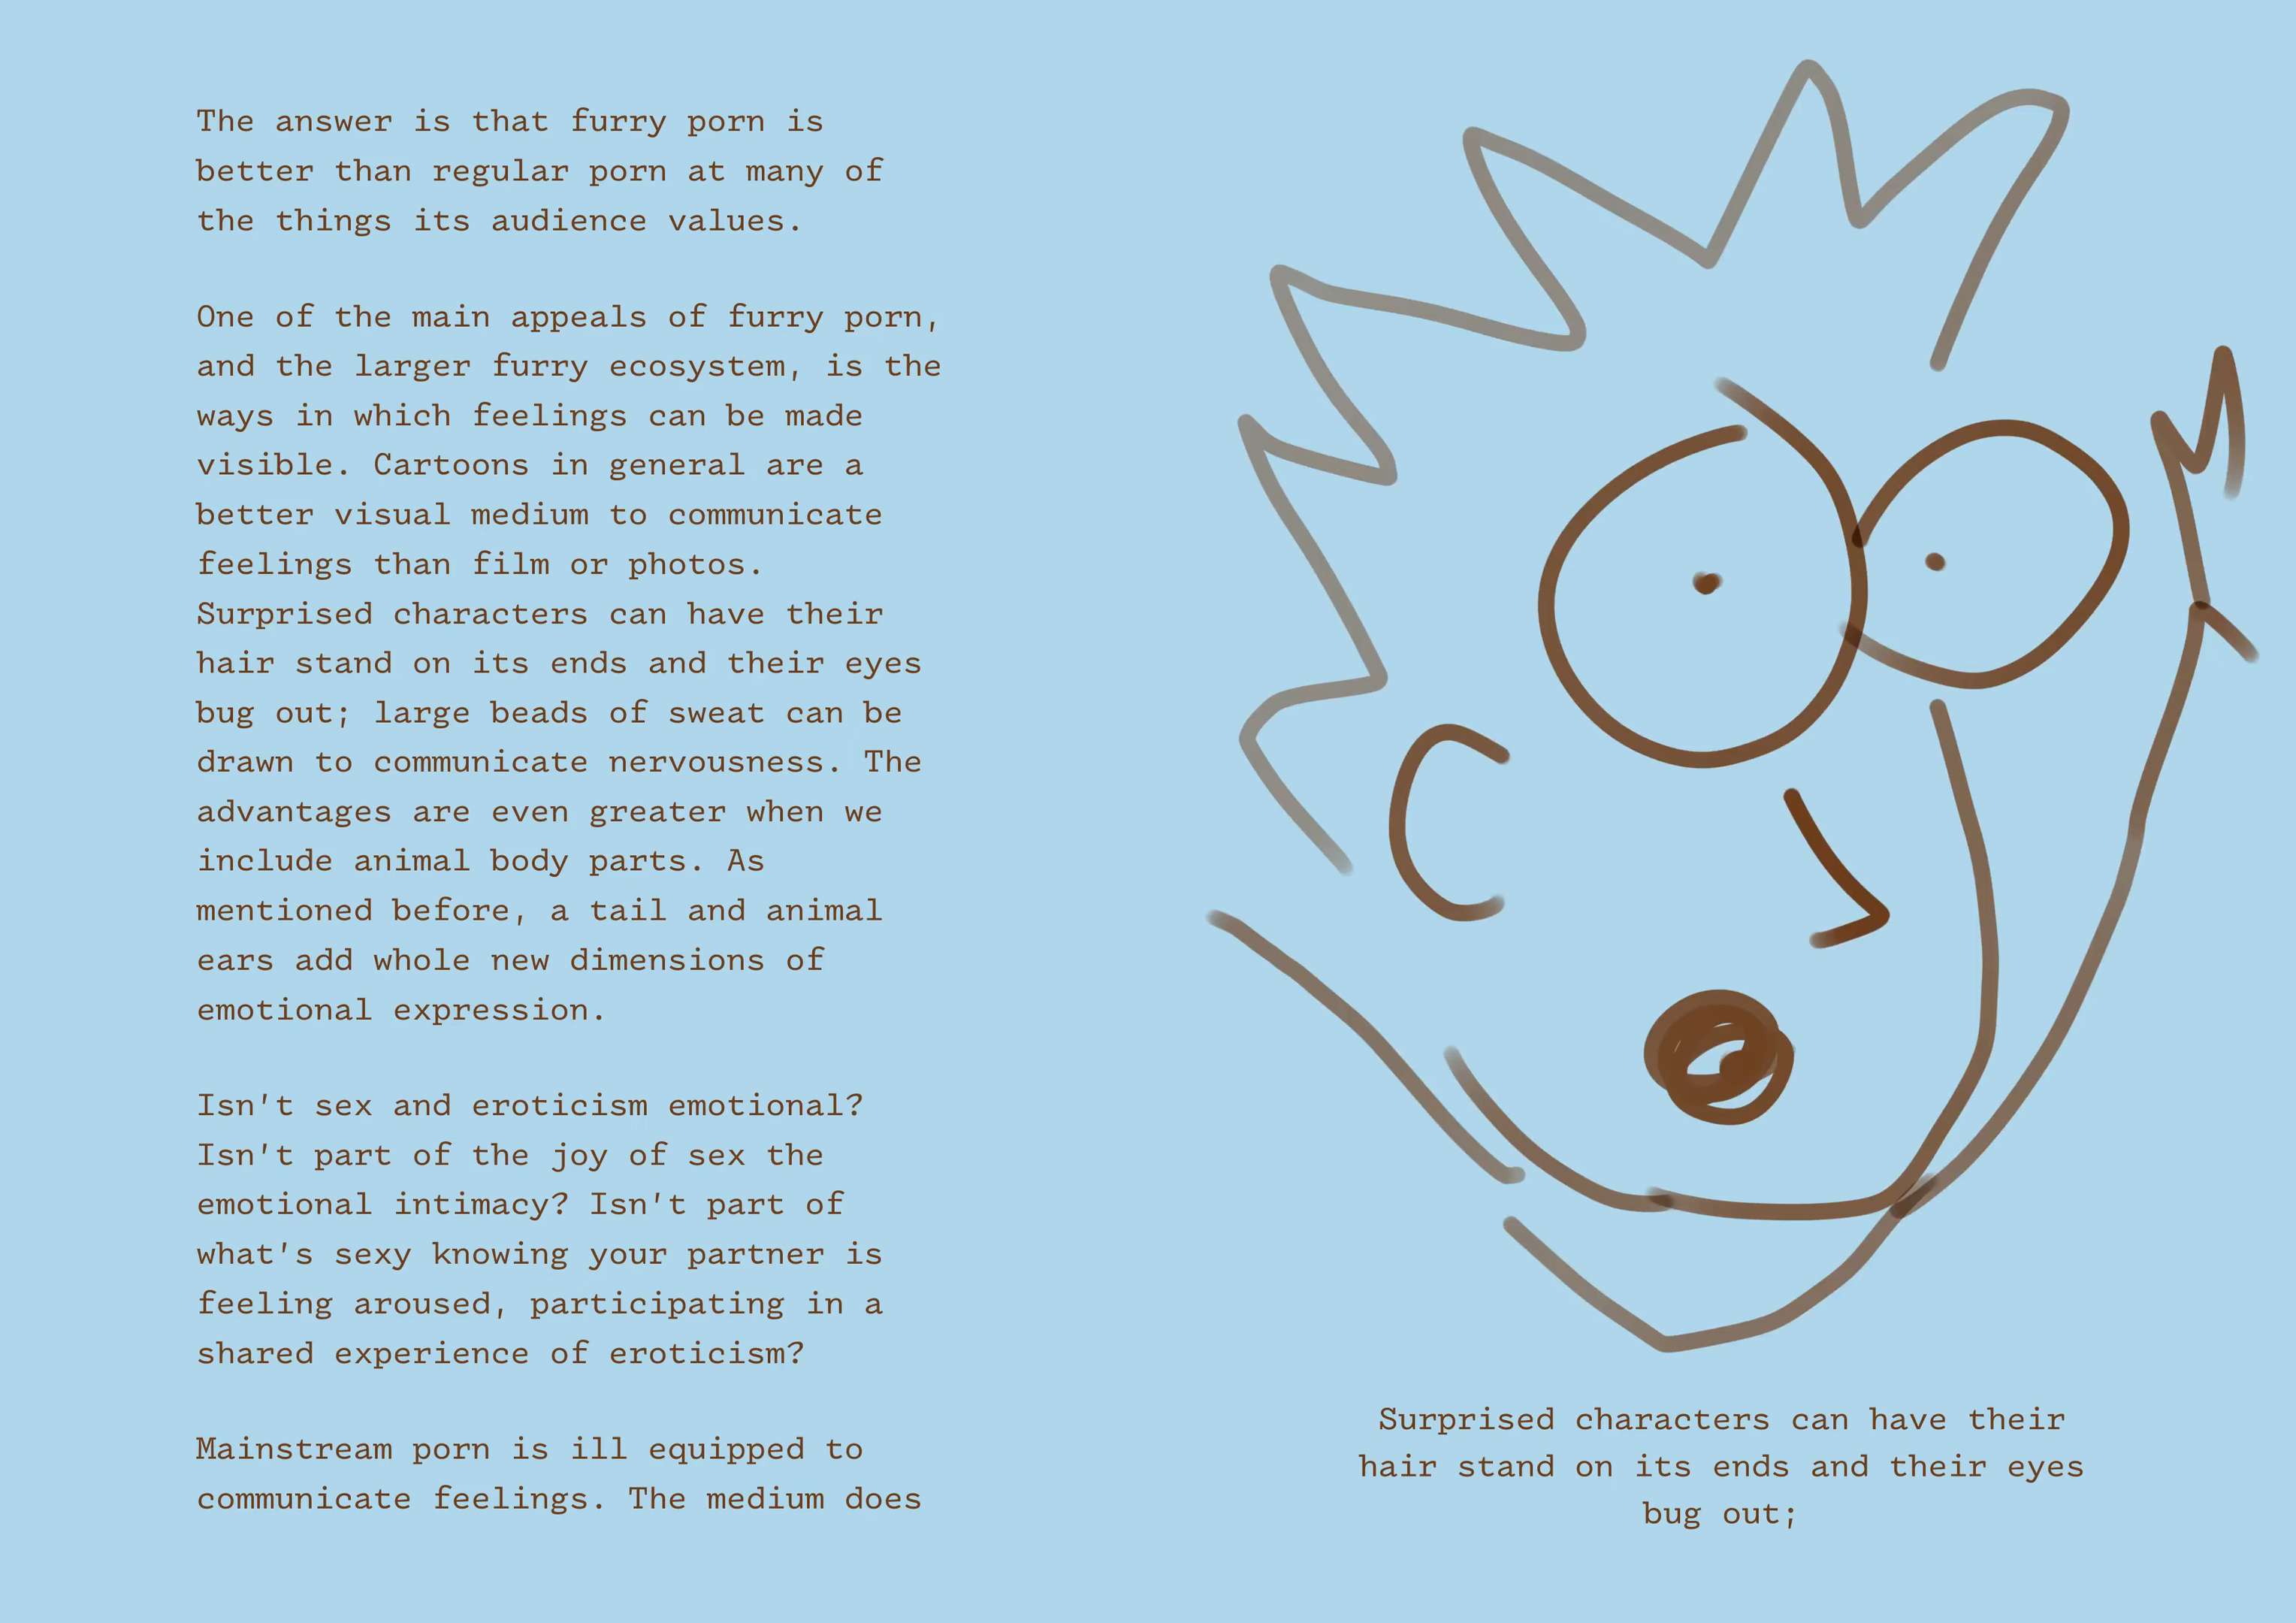 The answer is that furry porn is
better than regular porn at many of
the things its audience values.
One of the main appeals of furry porn,
and the larger furry ecosystem, is the
ways in which feelings can be made
visible. Cartoons in general are a
better visual medium to communicate
feelings than film or photos.
Surprised characters can have their
hair stand on its ends and their eyes
bug out; large beads of sweat can be
drawn to communicate nervousness. The
advantages are even greater when we
include animal body parts. As
mentioned before, a tail and animal
ears add whole new dimensions of
emotional expression.
Isn't sex and eroticism emotional?
Isn't part of the joy of sex the
emotional intimacy? Isn't part of
what's sexy knowing your partner is
feeling aroused, participating in a
shared experience of eroticism?
Mainstream porn is ill equipped to
communicate feelings. The medium does
Surprised characters can have their
hair stand on its ends and their eyes
bug out;